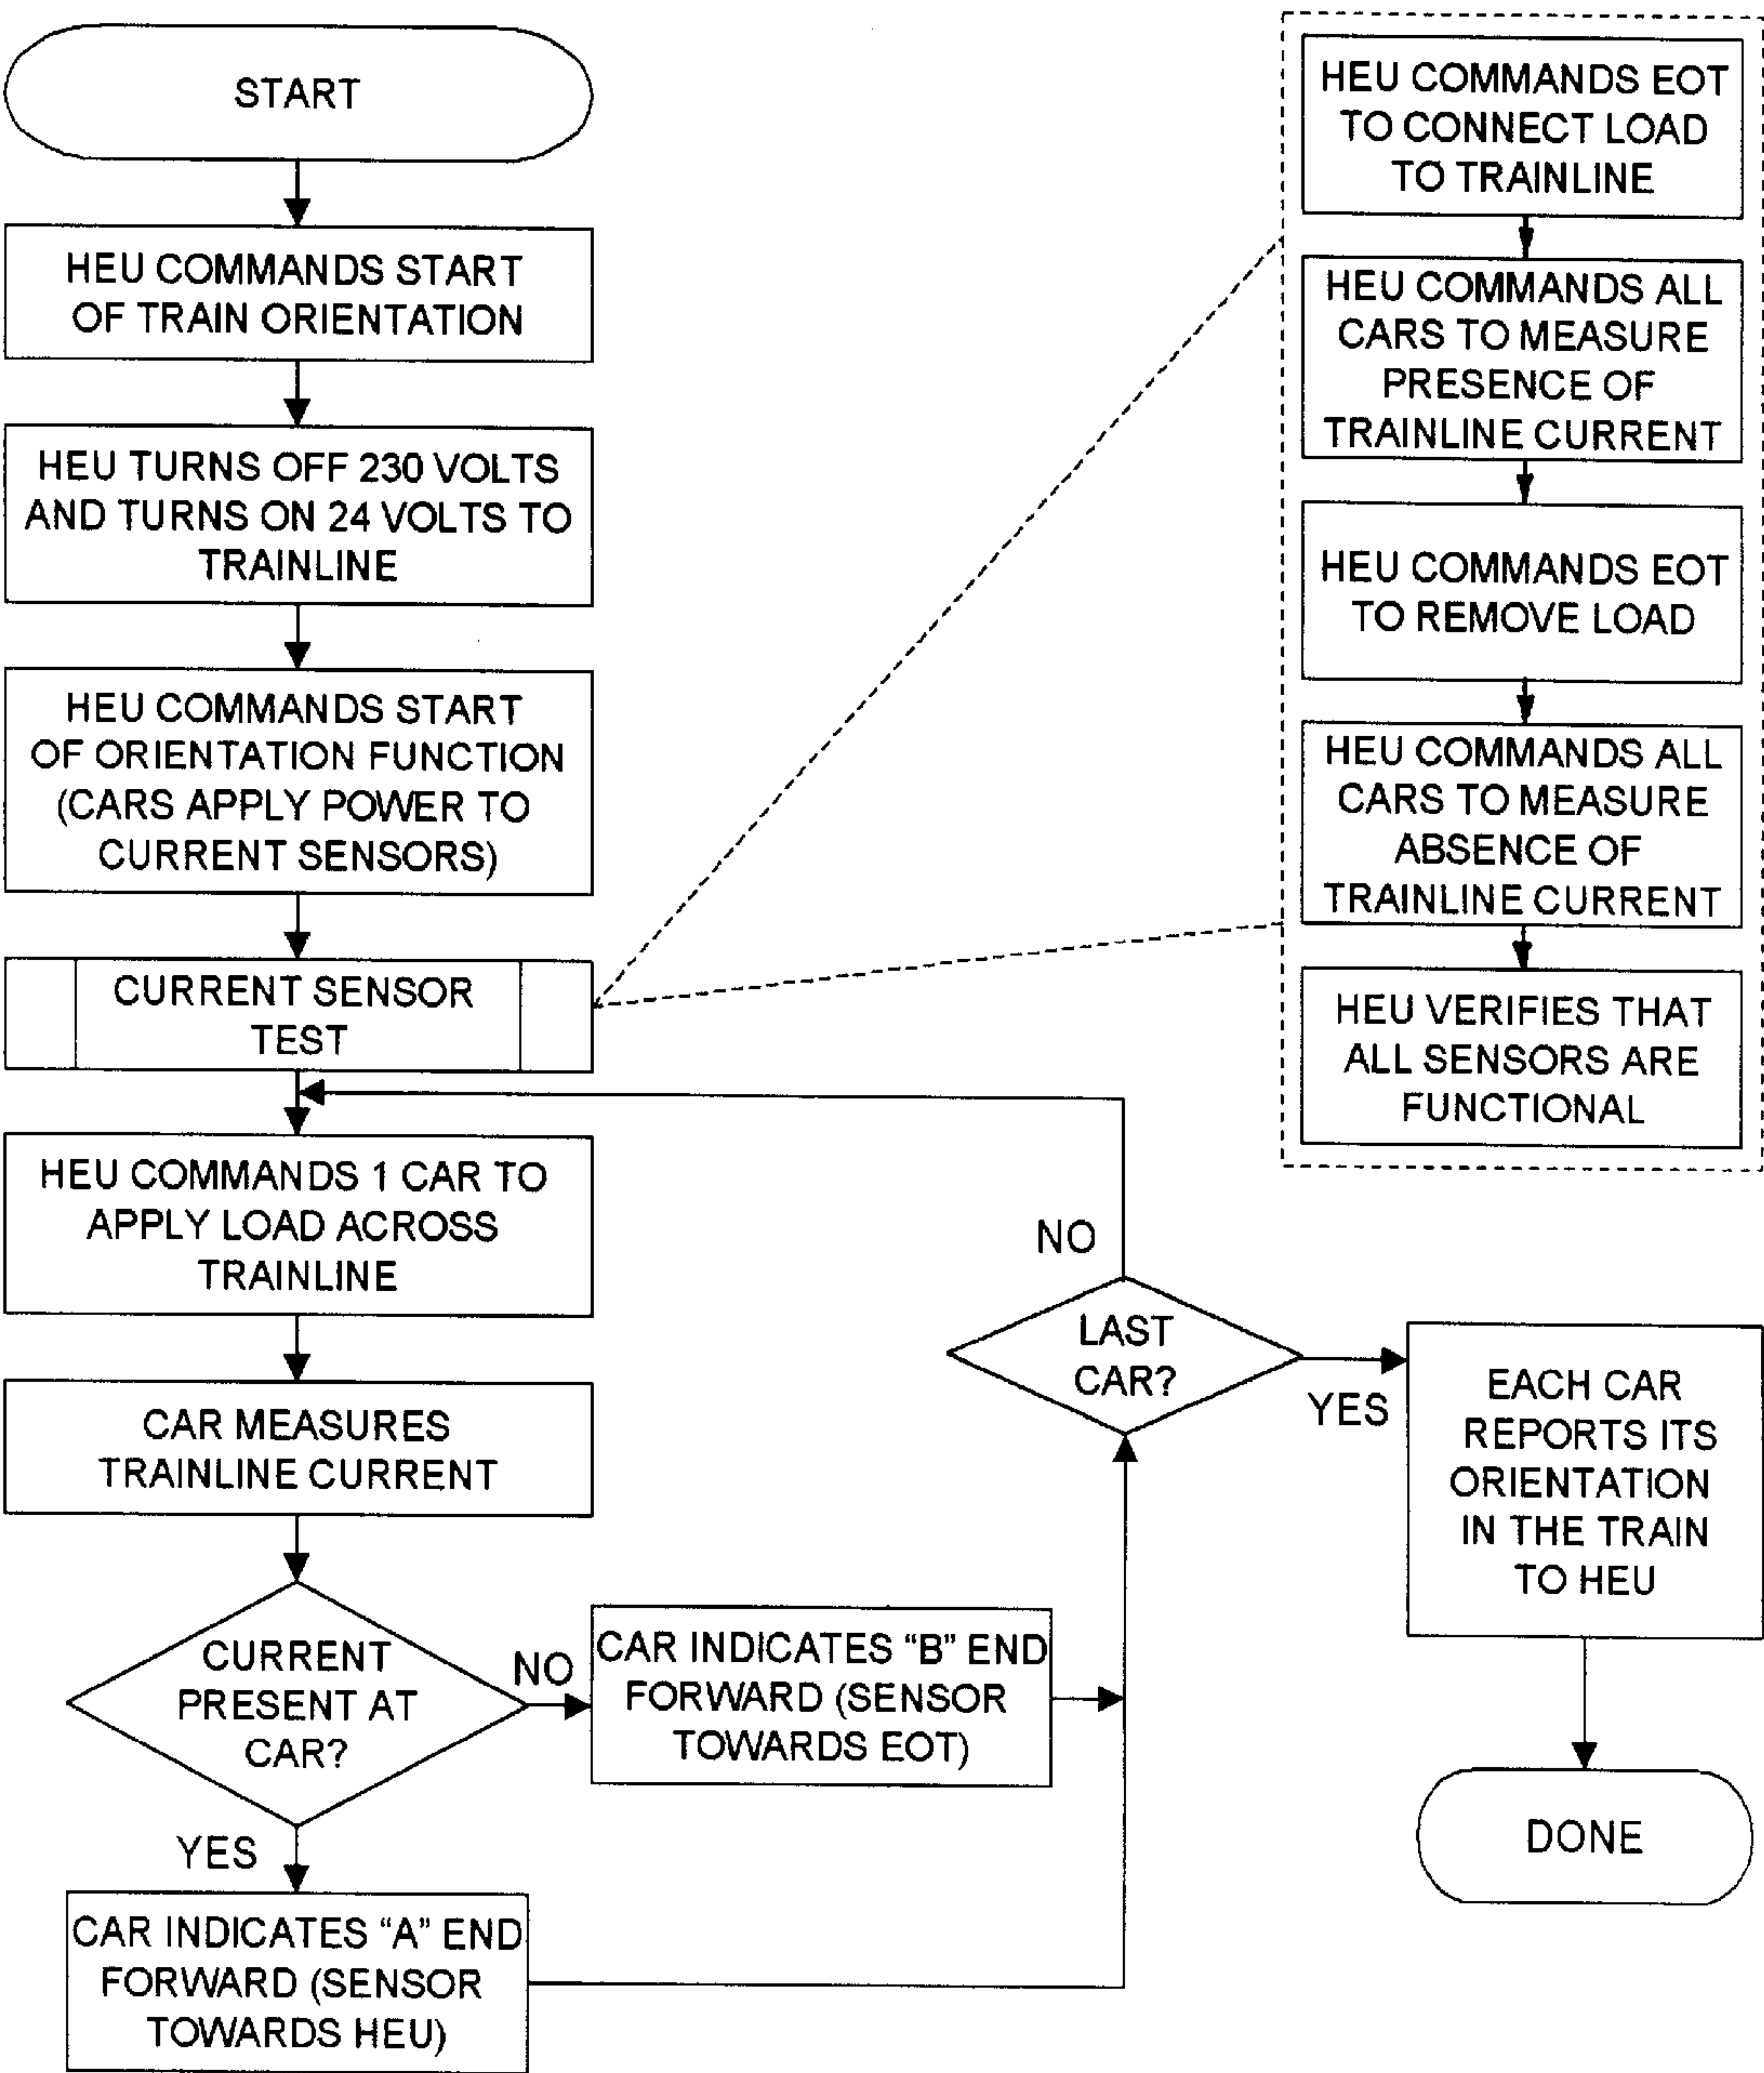 START
HEU COMMANDS START
OF TRAIN ORIENTATION
HEU TURNS OFF 230 VOLTS
AND TURNS ON 24 VOLTS TO
TRAINLINE
HEU COMMANDS START
OF ORIENTATION FUNCTION
(CARS APPLY POWER TO
CURRENT SENSORS)
CURRENT SENSOR
TEST
HEU COMMANDS EOT
TO CONNECT LOAD
TO TRAINLINE
HEU COMMANDS ALL
CARS TO MEASURE
PRESENCE OF
TRAINLINE CURRENT
HEU COMMANDS EOT
TO REMOVE LOAD
HEU COMMANDS ALL
CARS TO MEASURE
ABSENCE OF
TRAINLINE CURRENT
HEU VERIFIES THAT
ALL SENSORS ARE
FUNCTIONAL
HEU COMMANDS 1 CAR TO
APPLY LOAD ACROSS
TRAINLINE
CAR MEASURES
TRAINLINE CURRENT
CURRENT
PRESENT AT
CAR?
NO
CAR INDICATES “B” END
FORWARD (SENSOR
TOWARDS EOT)
YES
CAR INDICATES “A” END
FORWARD (SENSOR
TOWARDS HEU)
LAST
CAR?
NO
YES
EACH CAR
REPORTS ITS
ORIENTATION
IN THE TRAIN
TO HEU
DONE